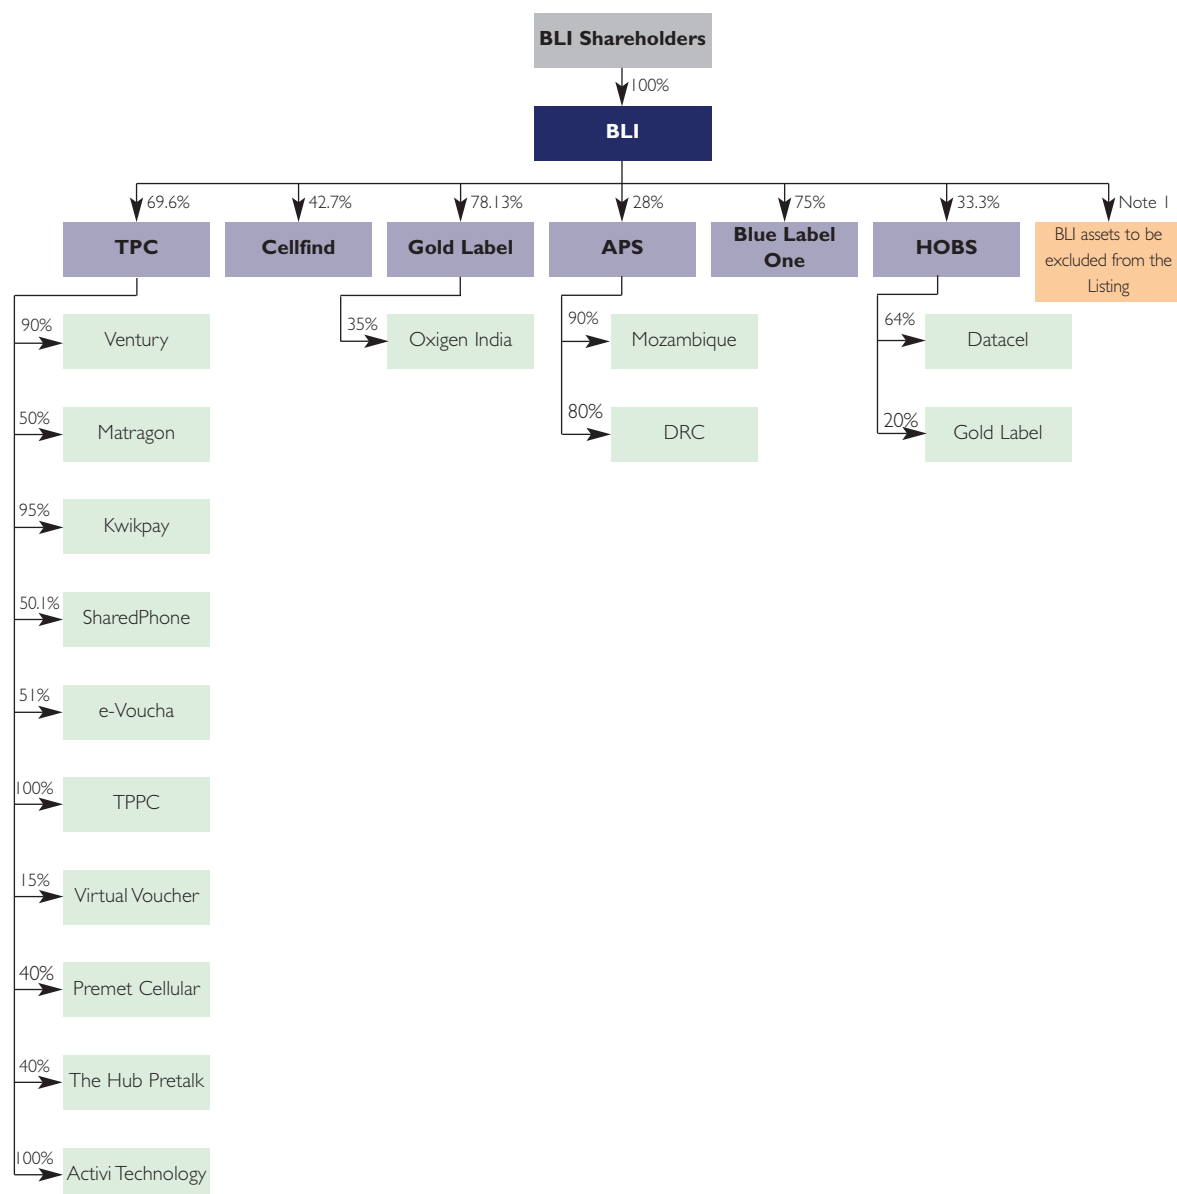 BLI Shareholders
100%
BLI
69.6%
42.7%
78.13%
28%
75%
33.3%
Note 1
TPC
Cellfind
Gold Label
APS
Blue Label
One
HOBS
BLI assets to be
excluded from the
Listing
90%
Ventury
35%
Oxigen India
90%
Mozambique
64%
Datacel
50%
Matragon
80%
DRC
20%
Gold Label
95%
Kwikpay
50.1%
SharedPhone
51%
e-Voucha
100%
TPPC
15%
Virtual Voucher
40%
Premet Cellular
40%
The Hub Pretalk
100%
Activi Technology